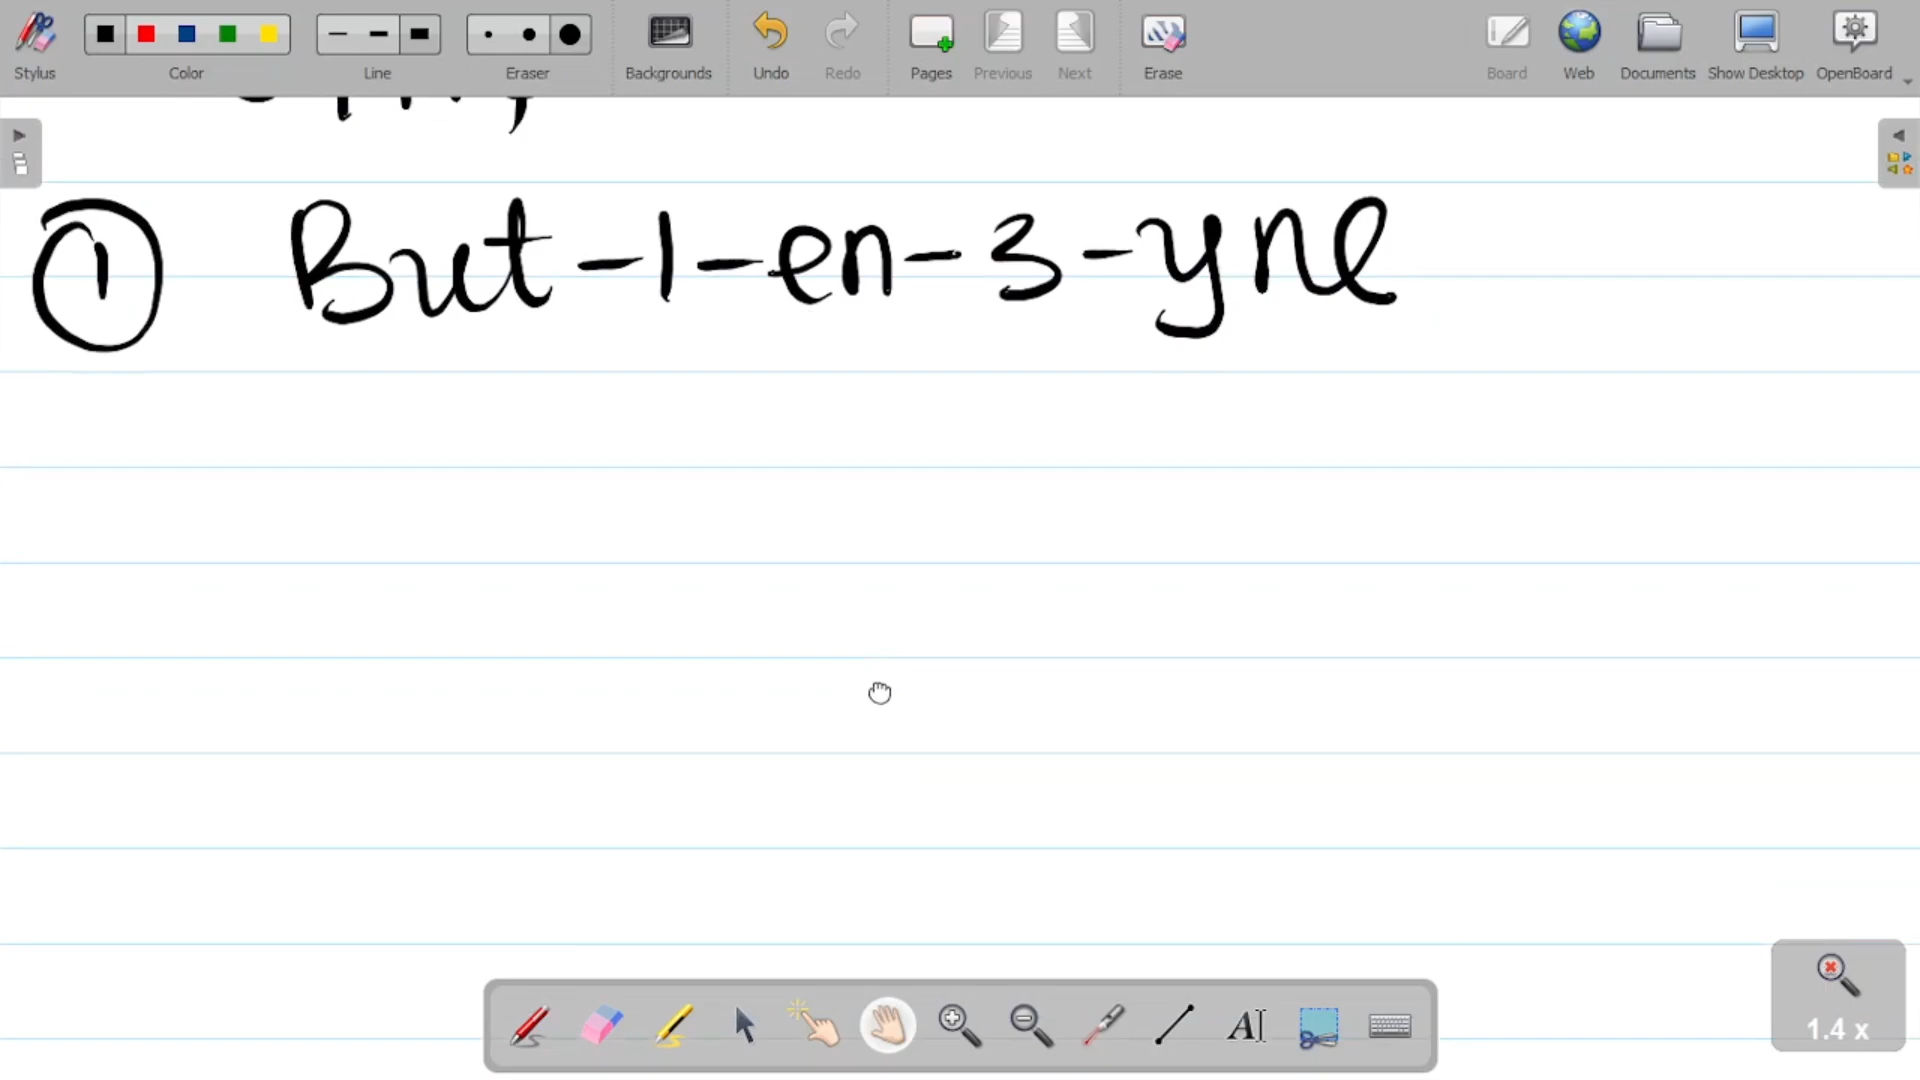 Stylus Color Line Eraser Backgrounds Undo Redo Pages Previous Next Erase Board Web Documents Show Desktop OpenBoard
① But-1-en-3-yne
1.4 x